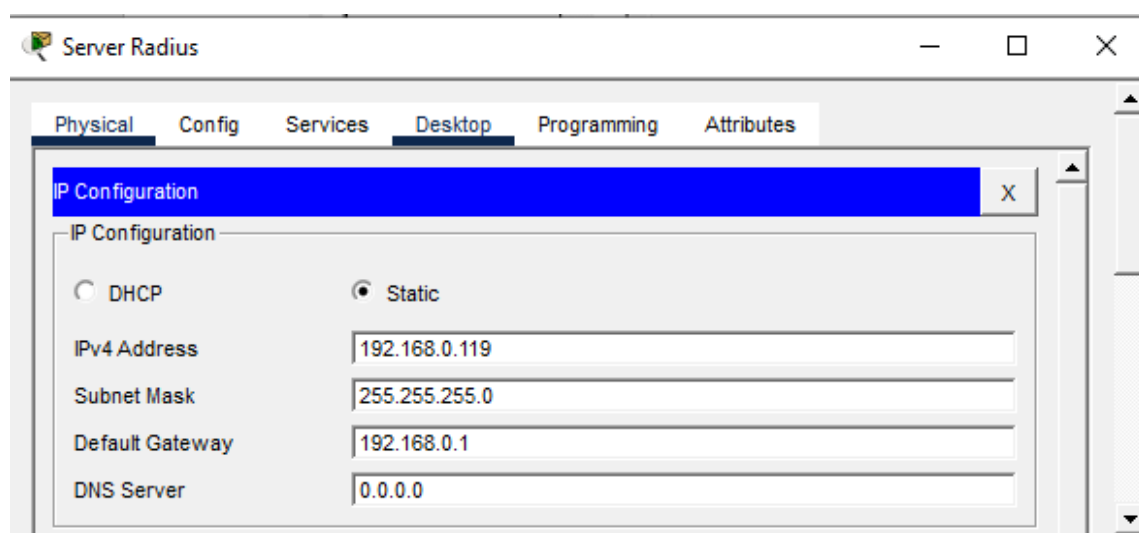 Server Radius
Physical Config Services Desktop Programming Attributes
IP Configuration X
IP Configuration
DHCP Static
IPv4 Address 192.168.0.119
Subnet Mask 255.255.255.0
Default Gateway 192.168.0.1
DNS Server 0.0.0.0